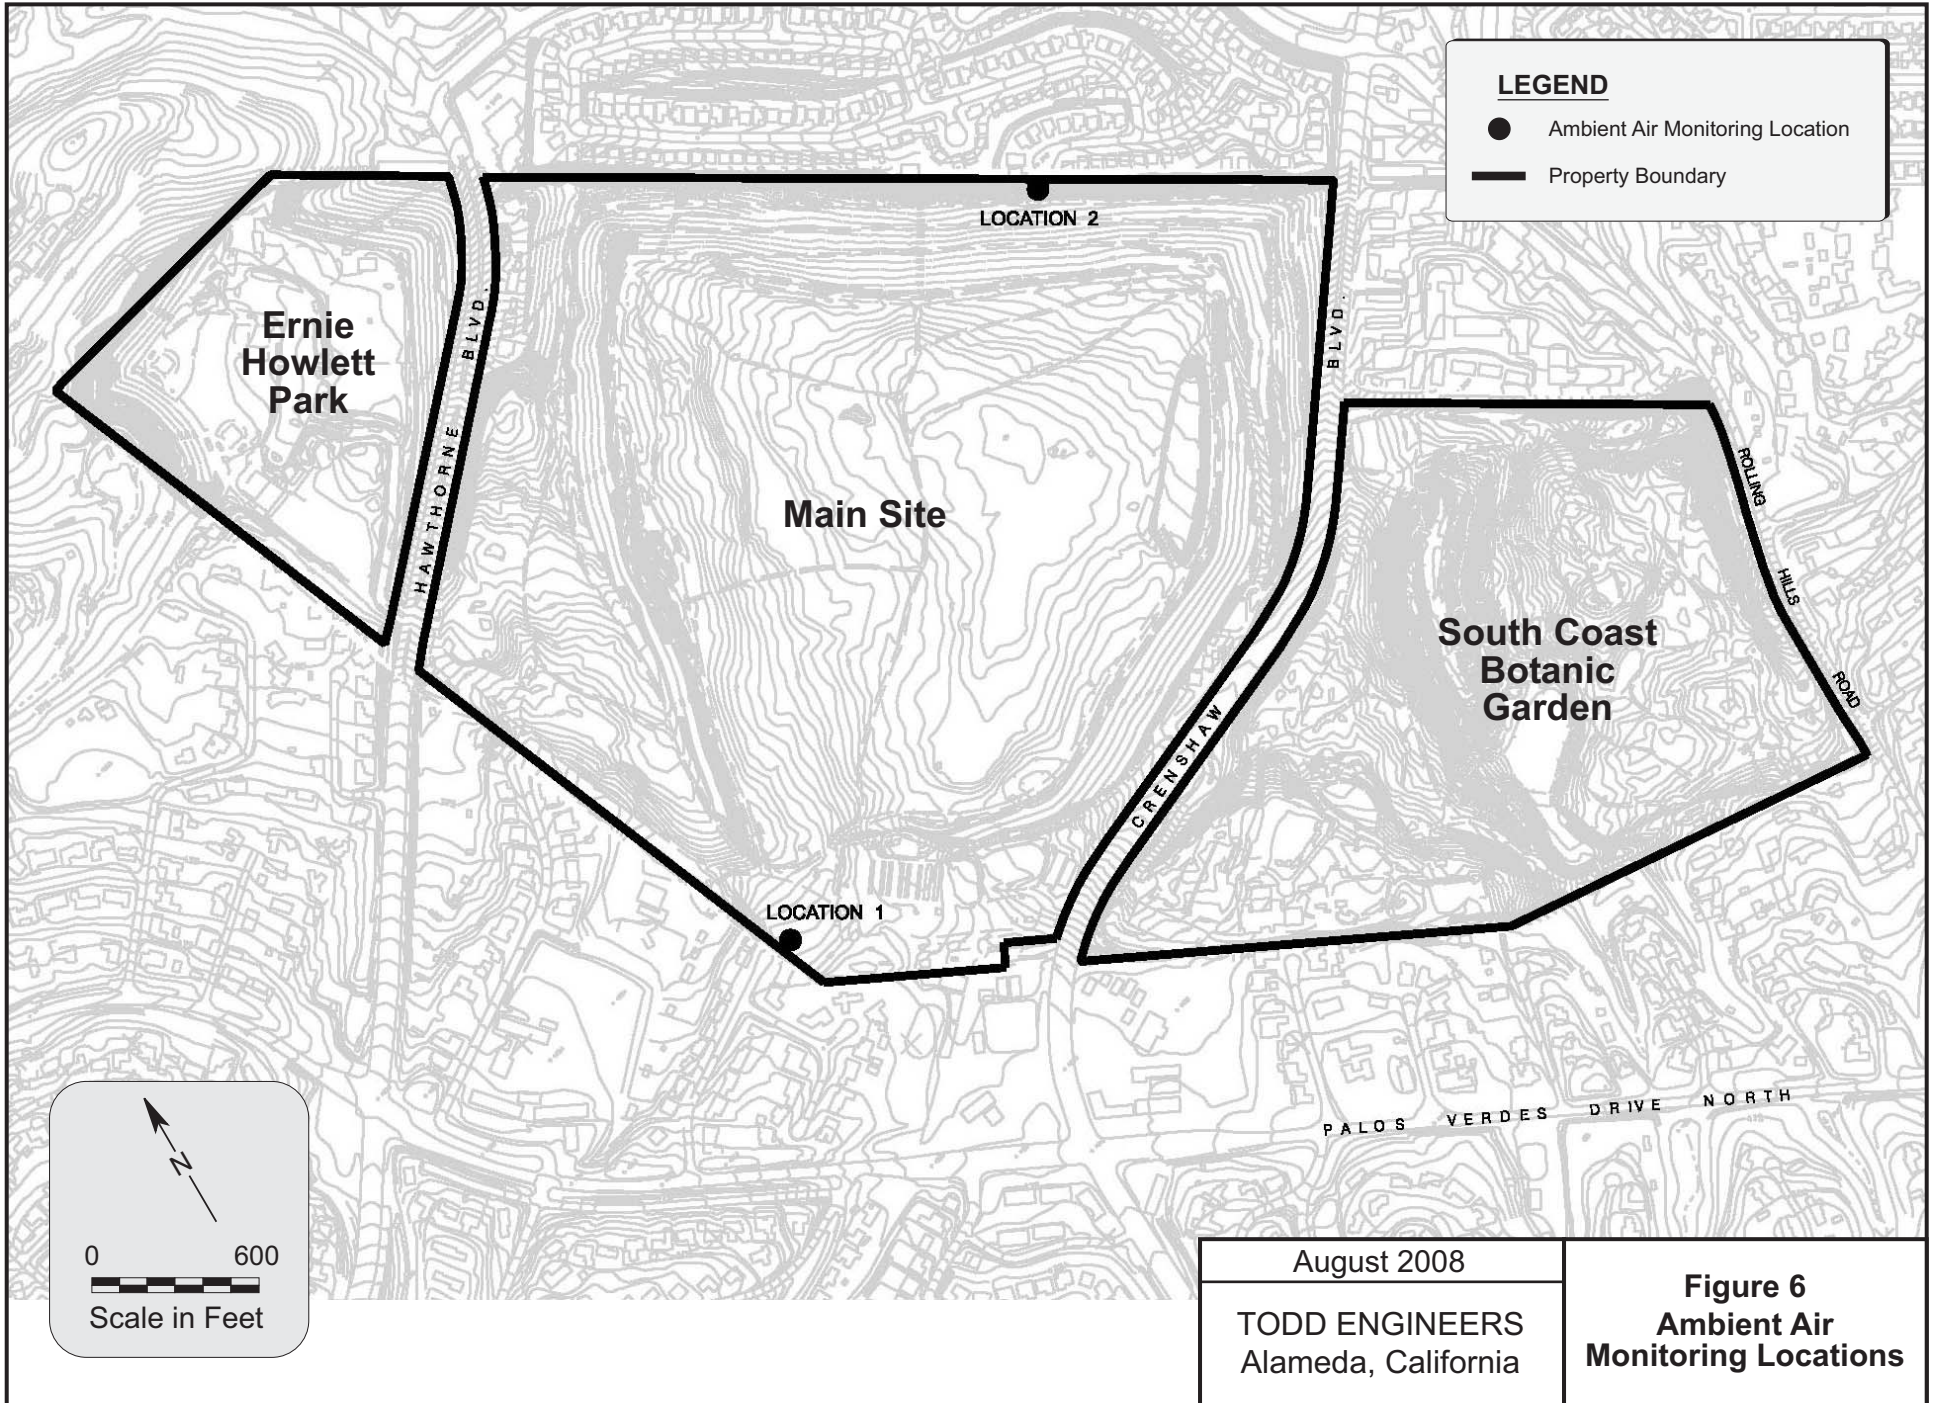 LEGEND
Ambient Air Monitoring Location
Property Boundary
LOCATION 2
Ernie
Howlett
Park
HAWTHORNE BLVD.
Main Site
BLVD.
CRENSHAW
ROLLING HILLS ROAD
South Coast
Botanic
Garden
LOCATION 1
PALOS VERDES DRIVE NORTH
N
0 600
Scale in Feet
August 2008
TODD ENGINEERS
Alameda, California
Figure 6
Ambient Air
Monitoring Locations